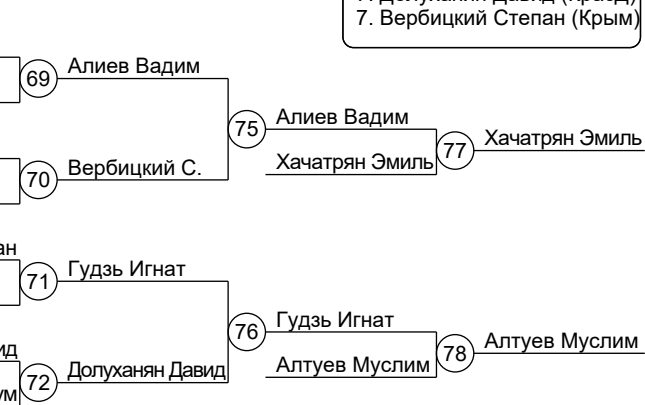 7. Вербицкий Степан (Крым)
69 Алиев Вадим
75 Алиев Вадим
77 Хачатрян Эмиль
Хачатрян Эмиль
70 Вербицкий С.
71 Гудзь Игнат
76 Гудзь Игнат
78 Алтуев Муслим
Алтуев Муслим
72 Долуханян Давид